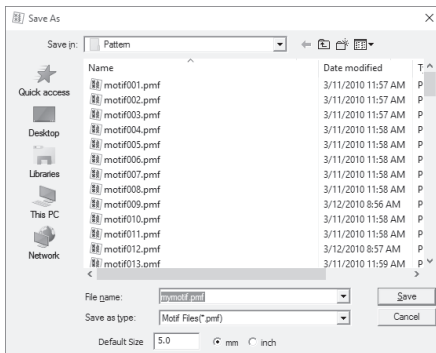 Save As
Save in: Pattern
Name Date modified T
motif001.pmf 3/11/2010 11:57 AM P
motif002.pmf 3/11/2010 11:57 AM P
motif003.pmf 3/11/2010 11:57 AM P
motif004.pmf 3/11/2010 11:58 AM P
motif005.pmf 3/11/2010 11:58 AM P
motif006.pmf 3/11/2010 11:58 AM P
motif007.pmf 3/11/2010 11:58 AM P
motif008.pmf 3/11/2010 11:58 AM P
motif009.pmf 3/12/2010 8:56 AM P
motif010.pmf 3/11/2010 11:58 AM P
motif011.pmf 3/11/2010 11:58 AM P
motif012.pmf 3/12/2010 8:57 AM P
motif013.pmf 3/11/2010 11:59 AM P
Quick access
Desktop
Libraries
This PC
Network
File name: mymotif.pmf Save
Save as type: Motif Files(*.pmf) Cancel
Default Size 5.0 mm inch